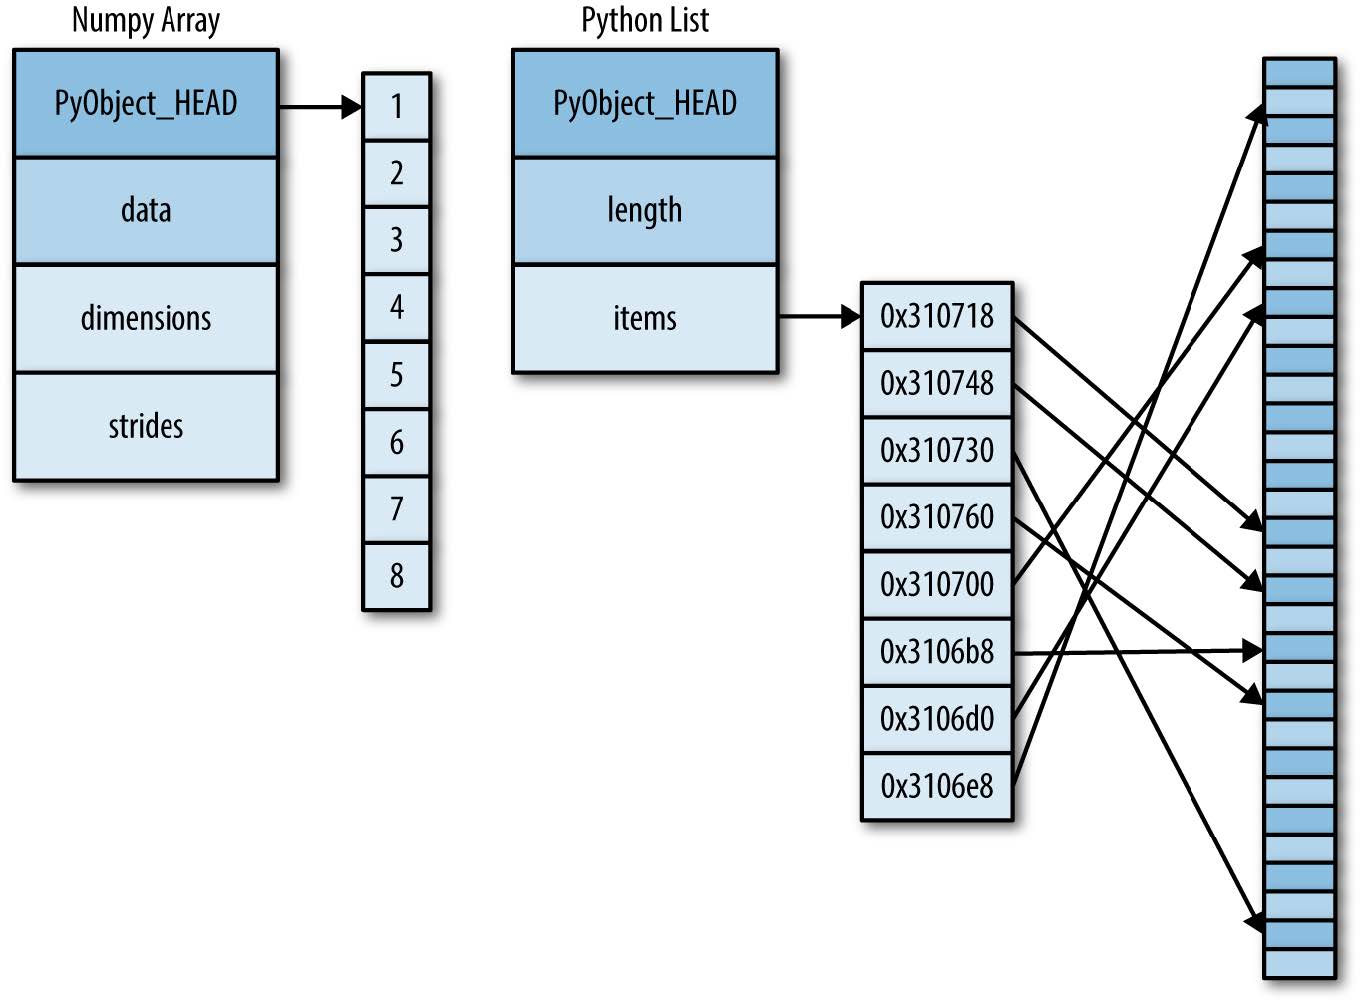 Numpy Array
PyObject_HEAD
data
dimensions
strides
1
2
3
4
5
6
7
8
Python List
PyObject_HEAD
length
items
0x310718
0x310748
0x310730
0x310760
0x310700
0x3106b8
0x3106d0
0x3106e8